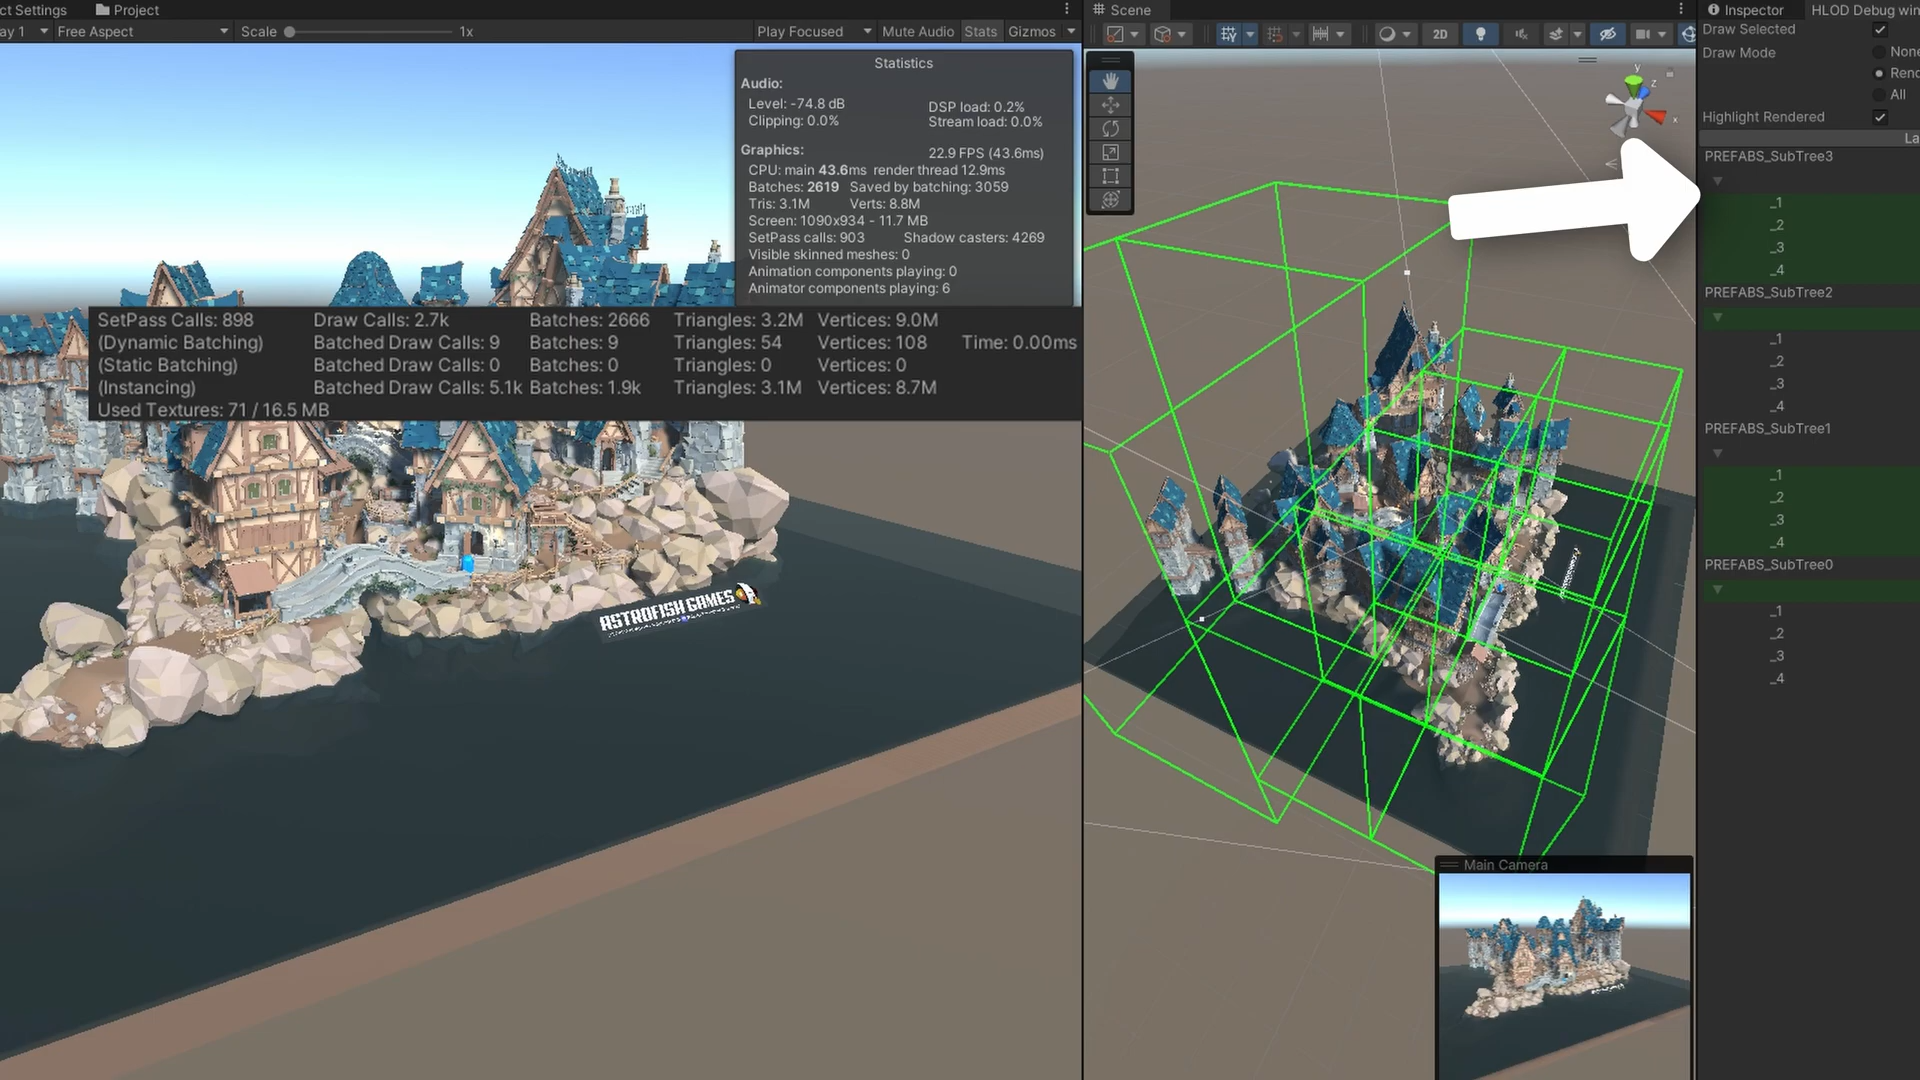 ct Settings
Project
ay 1
Free Aspect
Scale
1x
Play Focused
Mute Audio
Stats
Gizmos
Statistics
Audio:
Level: -74.8 dB
DSP load: 0.2%
Clipping: 0.0%
Stream load: 0.0%
Graphics:
22.9 FPS (43.6ms)
CPU: main 43.6ms render thread 12.9ms
Batches: 2619 Saved by batching: 3059
Tris: 3.1M Verts: 8.8M
Screen: 1090x934 - 11.7 MB
SetPass calls: 903 Shadow casters: 4269
Visible skinned meshes: 0
Animation components playing: 0
Animator components playing: 6
SetPass Calls: 898 Draw Calls: 2.7k Batches: 2666 Triangles: 3.2M Vertices: 9.0M
(Dynamic Batching) Batched Draw Calls: 9 Batches: 9 Triangles: 54 Vertices: 108 Time: 0.00ms
(Static Batching) Batched Draw Calls: 0 Batches: 0 Triangles: 0 Vertices: 0
(Instancing) Batched Draw Calls: 5.1k Batches: 1.9k Triangles: 3.1M Vertices: 8.7M
Used Textures: 71 / 16.5 MB
ASTROFISH GAMES
Scene
2D
y
z
x
Main Camera
Inspector
HLOD Debug win
Draw Selected
Draw Mode
None
Rend
All
Highlight Rendered
La
PREFABS_SubTree3
_1
_2
_3
_4
PREFABS_SubTree2
_1
_2
_3
_4
PREFABS_SubTree1
_1
_2
_3
_4
PREFABS_SubTree0
_1
_2
_3
_4